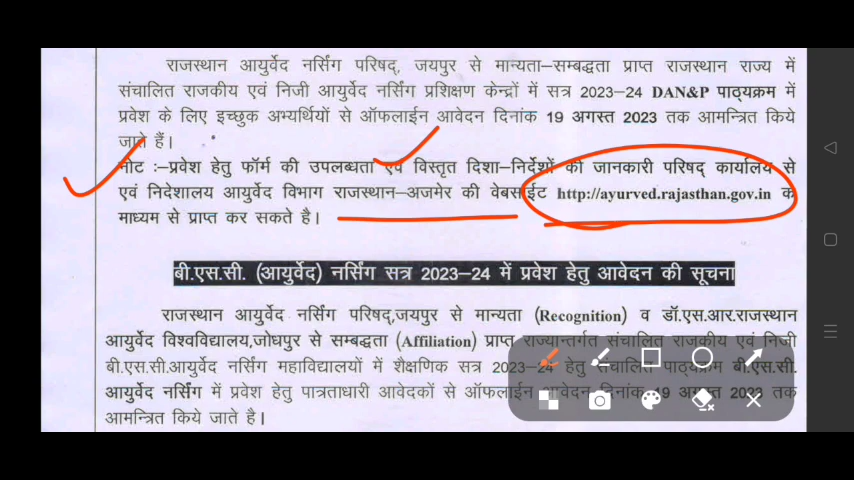 राजस्थान आयुर्वेद नर्सिंग परिषद्, जयपुर से मान्यता–सम्बद्धता प्राप्त राजस्थान राज्य में
संचालित राजकीय एवं निजी आयुर्वेद नर्सिंग प्रशिक्षण केन्द्रों में सत्र 2023–24 DAN&P पाठ्यक्रम में
प्रवेश के लिए इच्छुक अभ्यर्थियों से ऑफलाईन आवेदन दिनांक 19 अगस्त 2023 तक आमन्त्रित किये
जाते हैं।
नोट :–प्रवेश हेतु फॉर्म की उपलब्धता एवं विस्तृत दिशा–निर्देशों की जानकारी परिषद् कार्यालय से
एवं निदेशालय आयुर्वेद विभाग राजस्थान–अजमेर की वेबसाईट http://ayurved.rajasthan.gov.in के
माध्यम से प्राप्त कर सकते है।
बी.एस.सी. (आयुर्वेद) नर्सिंग सत्र 2023–24 में प्रवेश हेतु आवेदन की सूचना
राजस्थान आयुर्वेद नर्सिंग परिषद्,जयपुर से मान्यता (Recognition) व डॉ.एस.आर.राजस्थान
आयुर्वेद विश्वविद्यालय,जोधपुर से सम्बद्धता (Affiliation) प्राप्त राज्यान्तर्गत संचालित राजकीय एवं निजी
बी.एस.सी.आयुर्वेद नर्सिंग महाविद्यालयों में शैक्षणिक सत्र 2023–24 हेतु संचालित पाठ्यक्रम बी.एस.सी.
आयुर्वेद नर्सिंग में प्रवेश हेतु पात्रताधारी आवेदकों से ऑफलाईन आवेदन दिनांक 19 अगस्त 2023 तक
आमन्त्रित किये जाते है।